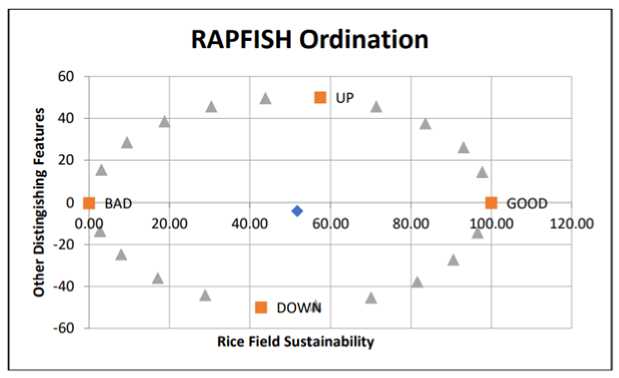 RAPFISH Ordination
Other Distingishing Features
60
40
20
0
-20
-40
-60
UP
BAD
GOOD
DOWN
0.00
20.00
40.00
60.00
80.00
100.00
120.00
Rice Field Sustainability